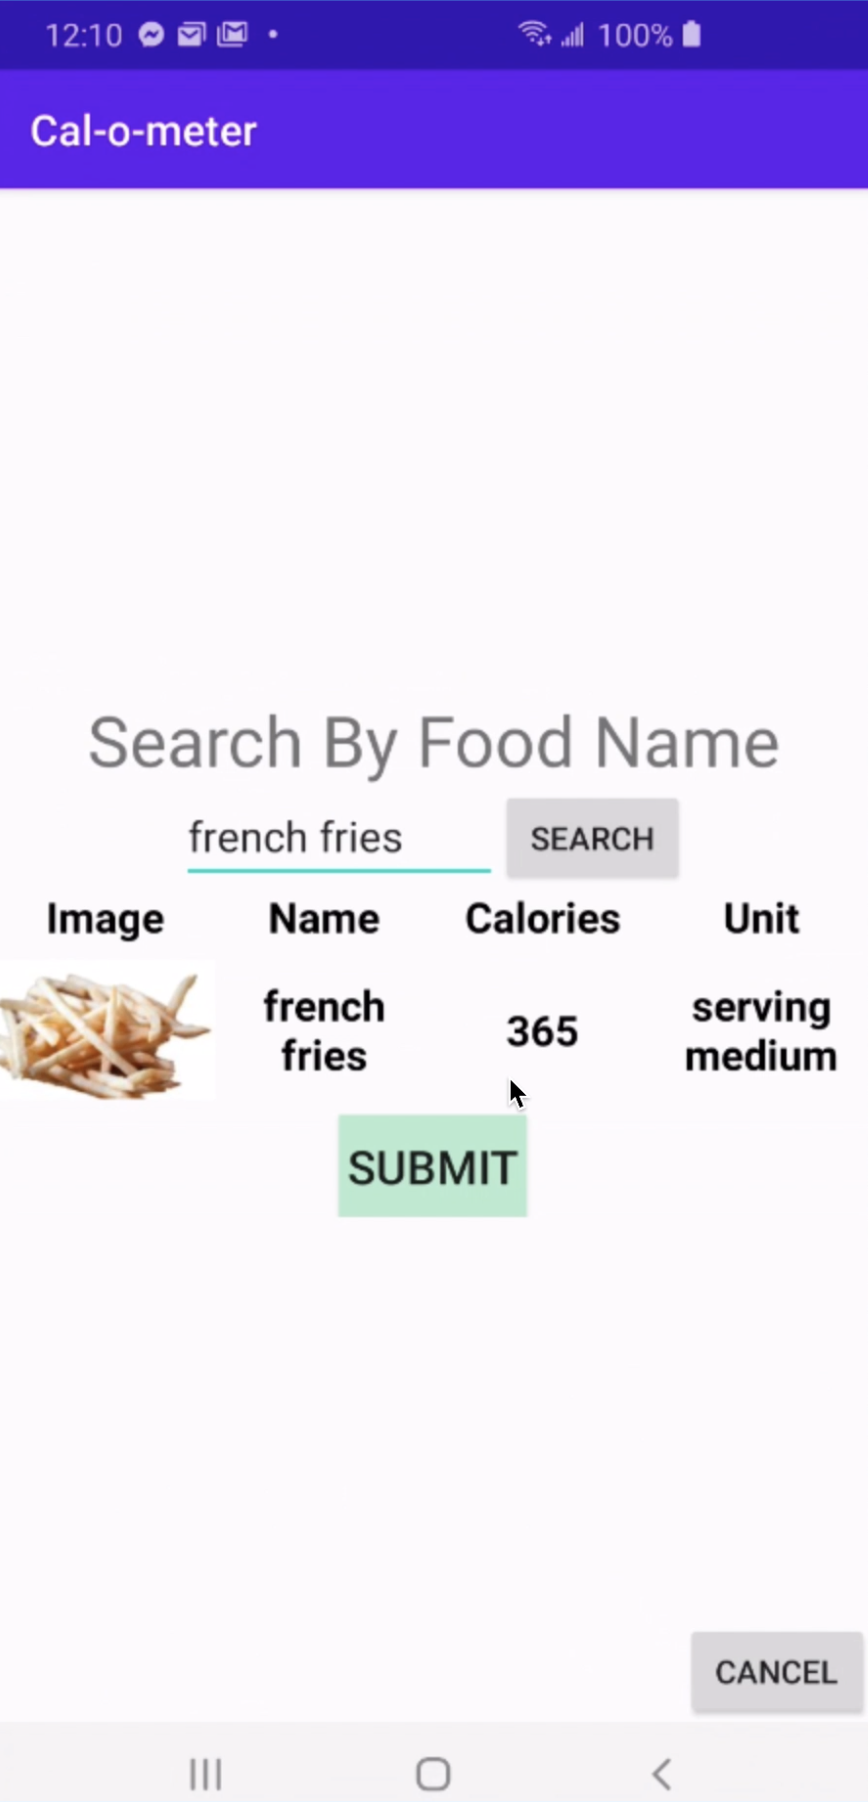 12:10 100%
Cal-o-meter
Search By Food Name
french fries SEARCH
Image Name Calories Unit
french fries 365 serving medium
SUBMIT
CANCEL